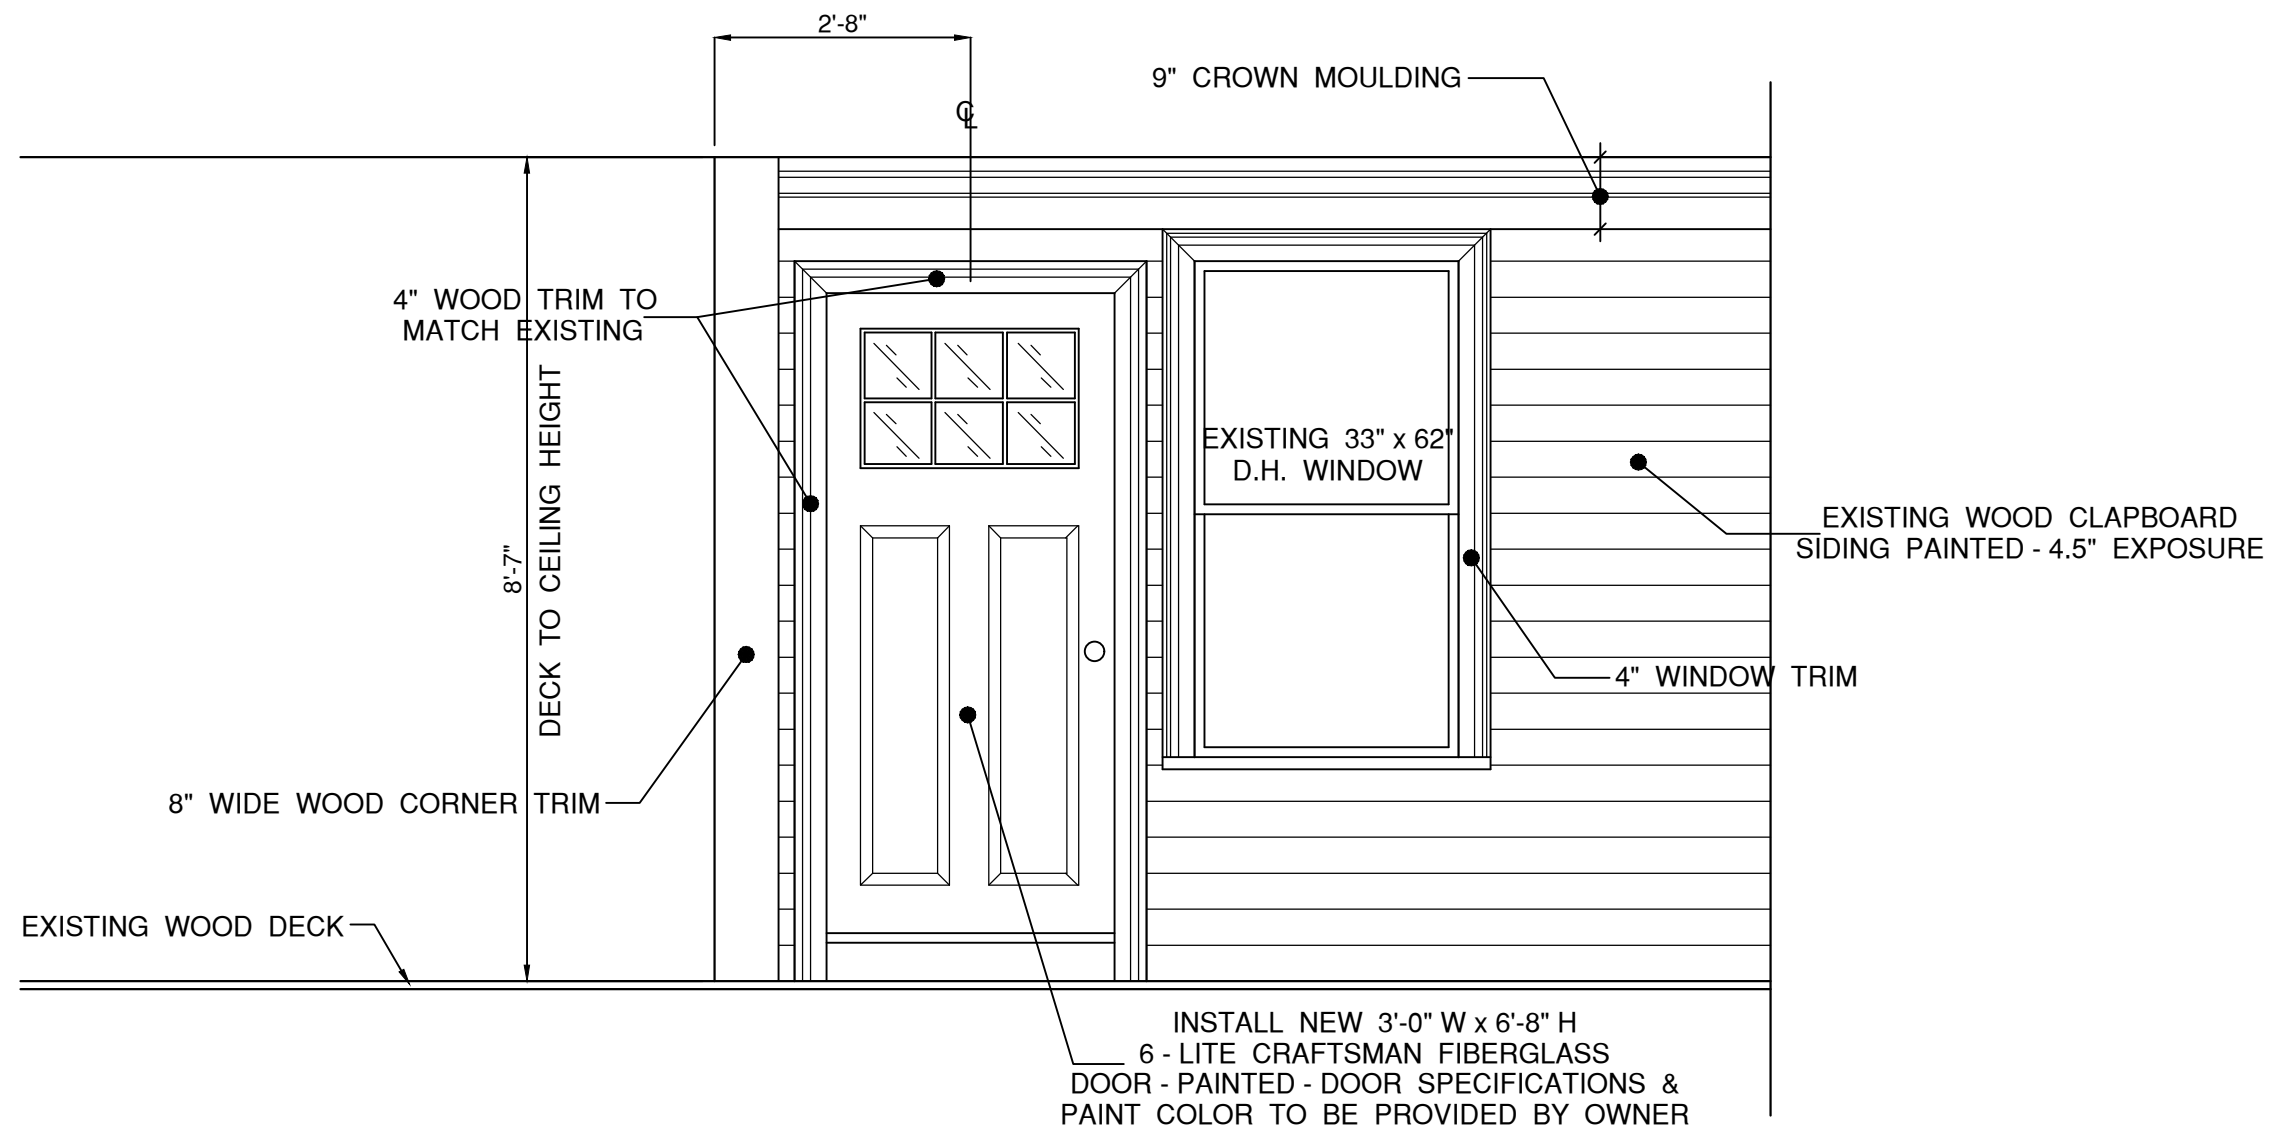 2'-8"
9" CROWN MOULDING
℄
4" WOOD TRIM TO
MATCH EXISTING
8'-7"
DECK TO CEILING HEIGHT
EXISTING 33" x 62"
D.H. WINDOW
EXISTING WOOD CLAPBOARD
SIDING PAINTED - 4.5" EXPOSURE
4" WINDOW TRIM
8" WIDE WOOD CORNER TRIM
EXISTING WOOD DECK
INSTALL NEW 3'-0" W x 6'-8" H
6 - LITE CRAFTSMAN FIBERGLASS
DOOR - PAINTED - DOOR SPECIFICATIONS &
PAINT COLOR TO BE PROVIDED BY OWNER